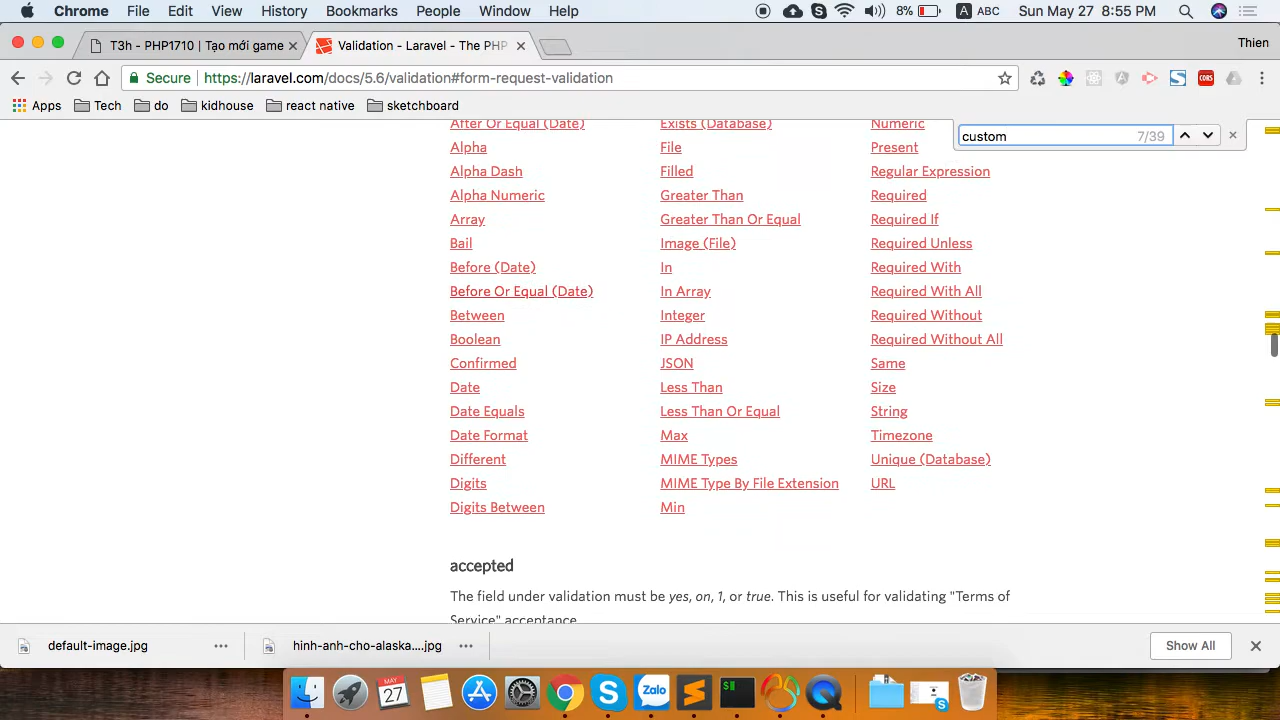 Chrome File Edit View History Bookmarks People Window Help 8% A ABC Sun May 27 8:55 PM
T3h - PHP1710 | Tạo mới game Validation - Laravel - The PHP Thien
Secure https://laravel.com/docs/5.6/validation#form-request-validation CORS
Apps Tech do kidhouse react native sketchboard
custom 7/39
After Or Equal (Date) Exists (Database) Numeric
Alpha File Present
Alpha Dash Filled Regular Expression
Alpha Numeric Greater Than Required
Array Greater Than Or Equal Required If
Bail Image (File) Required Unless
Before (Date) In Required With
Before Or Equal (Date) In Array Required With All
Between Integer Required Without
Boolean IP Address Required Without All
Confirmed JSON Same
Date Less Than Size
Date Equals Less Than Or Equal String
Date Format Max Timezone
Different MIME Types Unique (Database)
Digits MIME Type By File Extension URL
Digits Between Min
accepted
The field under validation must be yes, on, 1, or true. This is useful for validating "Terms of
Service" acceptance.
default-image.jpg hinh-anh-cho-alaska....jpg Show All
MAY
27
Zalo